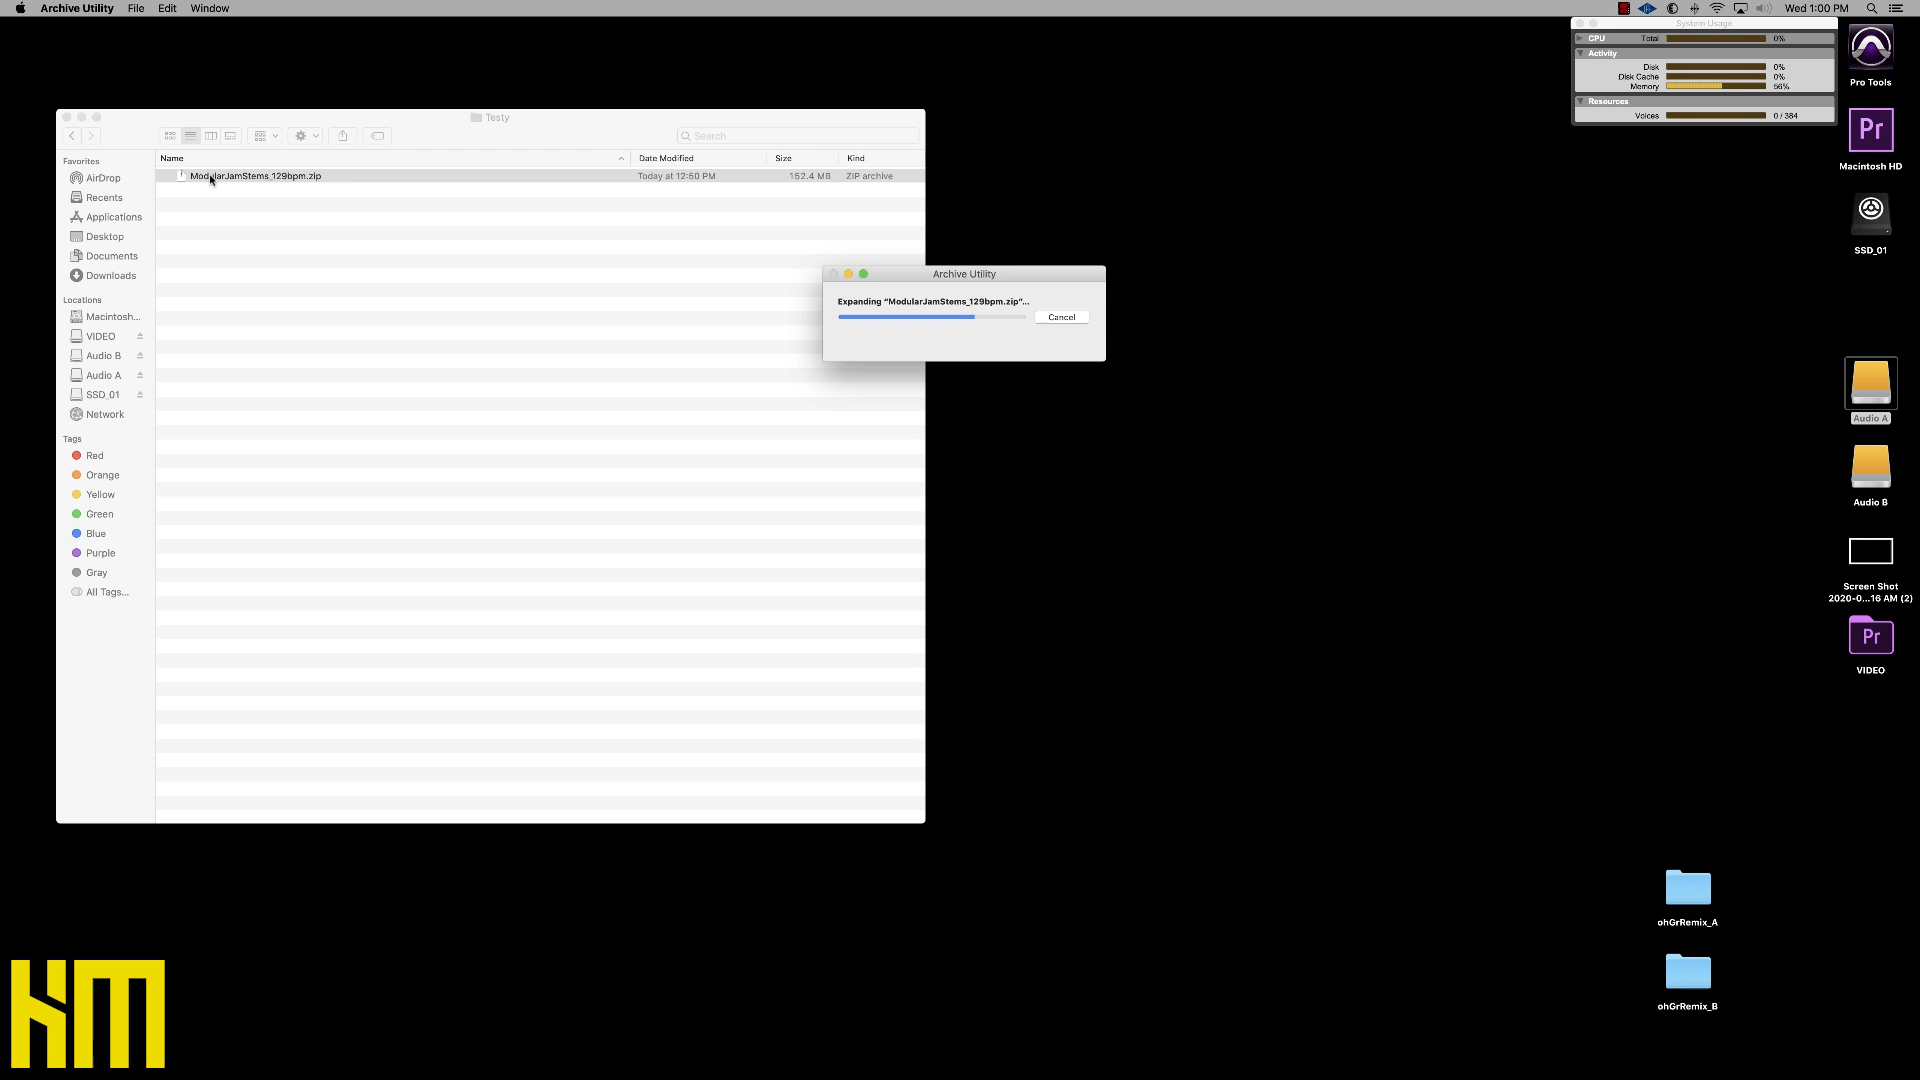 Archive Utility File Edit Window
Wed 1:00 PM
System Usage
CPU Total 0%
Activity
Disk 0%
Disk Cache 0%
Memory 56%
Resources
Voices 0 / 384
Pro Tools
Macintosh HD
SSD_01
Audio A
Audio B
Screen Shot
2020-0...16 AM (2)
VIDEO
ohGrRemix_A
ohGrRemix_B
Testy
Search
Name Date Modified Size Kind
ModularJamStems_129bpm.zip Today at 12:50 PM 152.4 MB ZIP archive
Favorites
AirDrop
Recents
Applications
Desktop
Documents
Downloads
Locations
Macintosh...
VIDEO
Audio B
Audio A
SSD_01
Network
Tags
Red
Orange
Yellow
Green
Blue
Purple
Gray
All Tags...
Archive Utility
Expanding “ModularJamStems_129bpm.zip”...
Cancel
Pr
Pr
HM